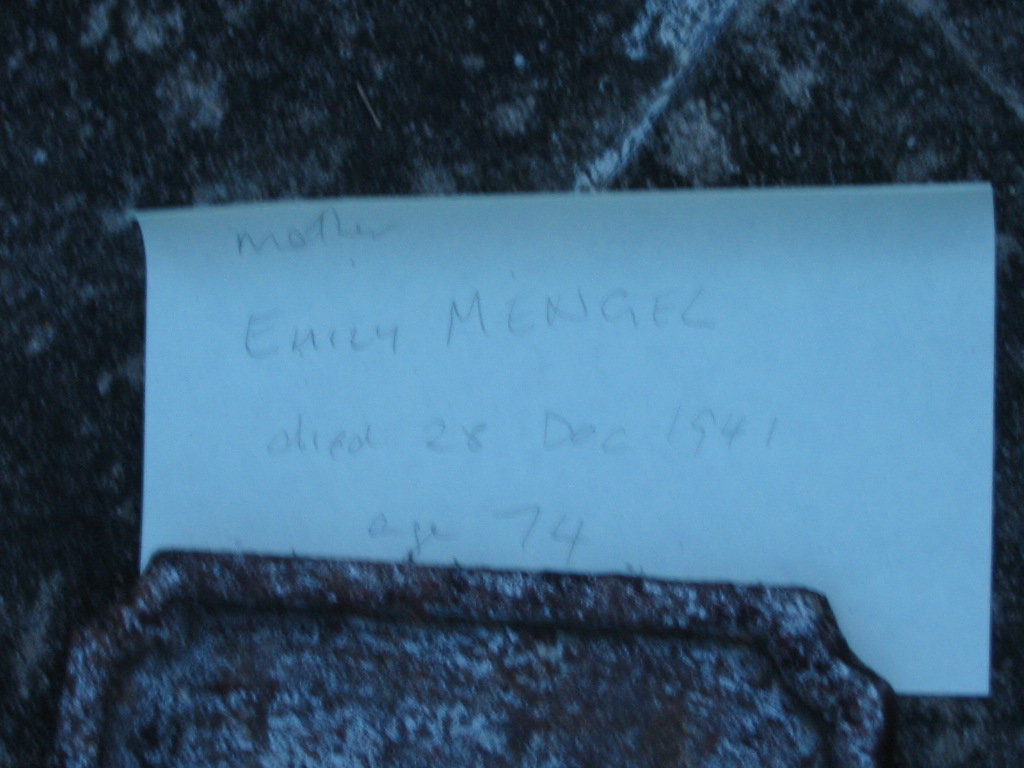 mother
EMILY MENGEL
died 28 Dec 1941
age 74